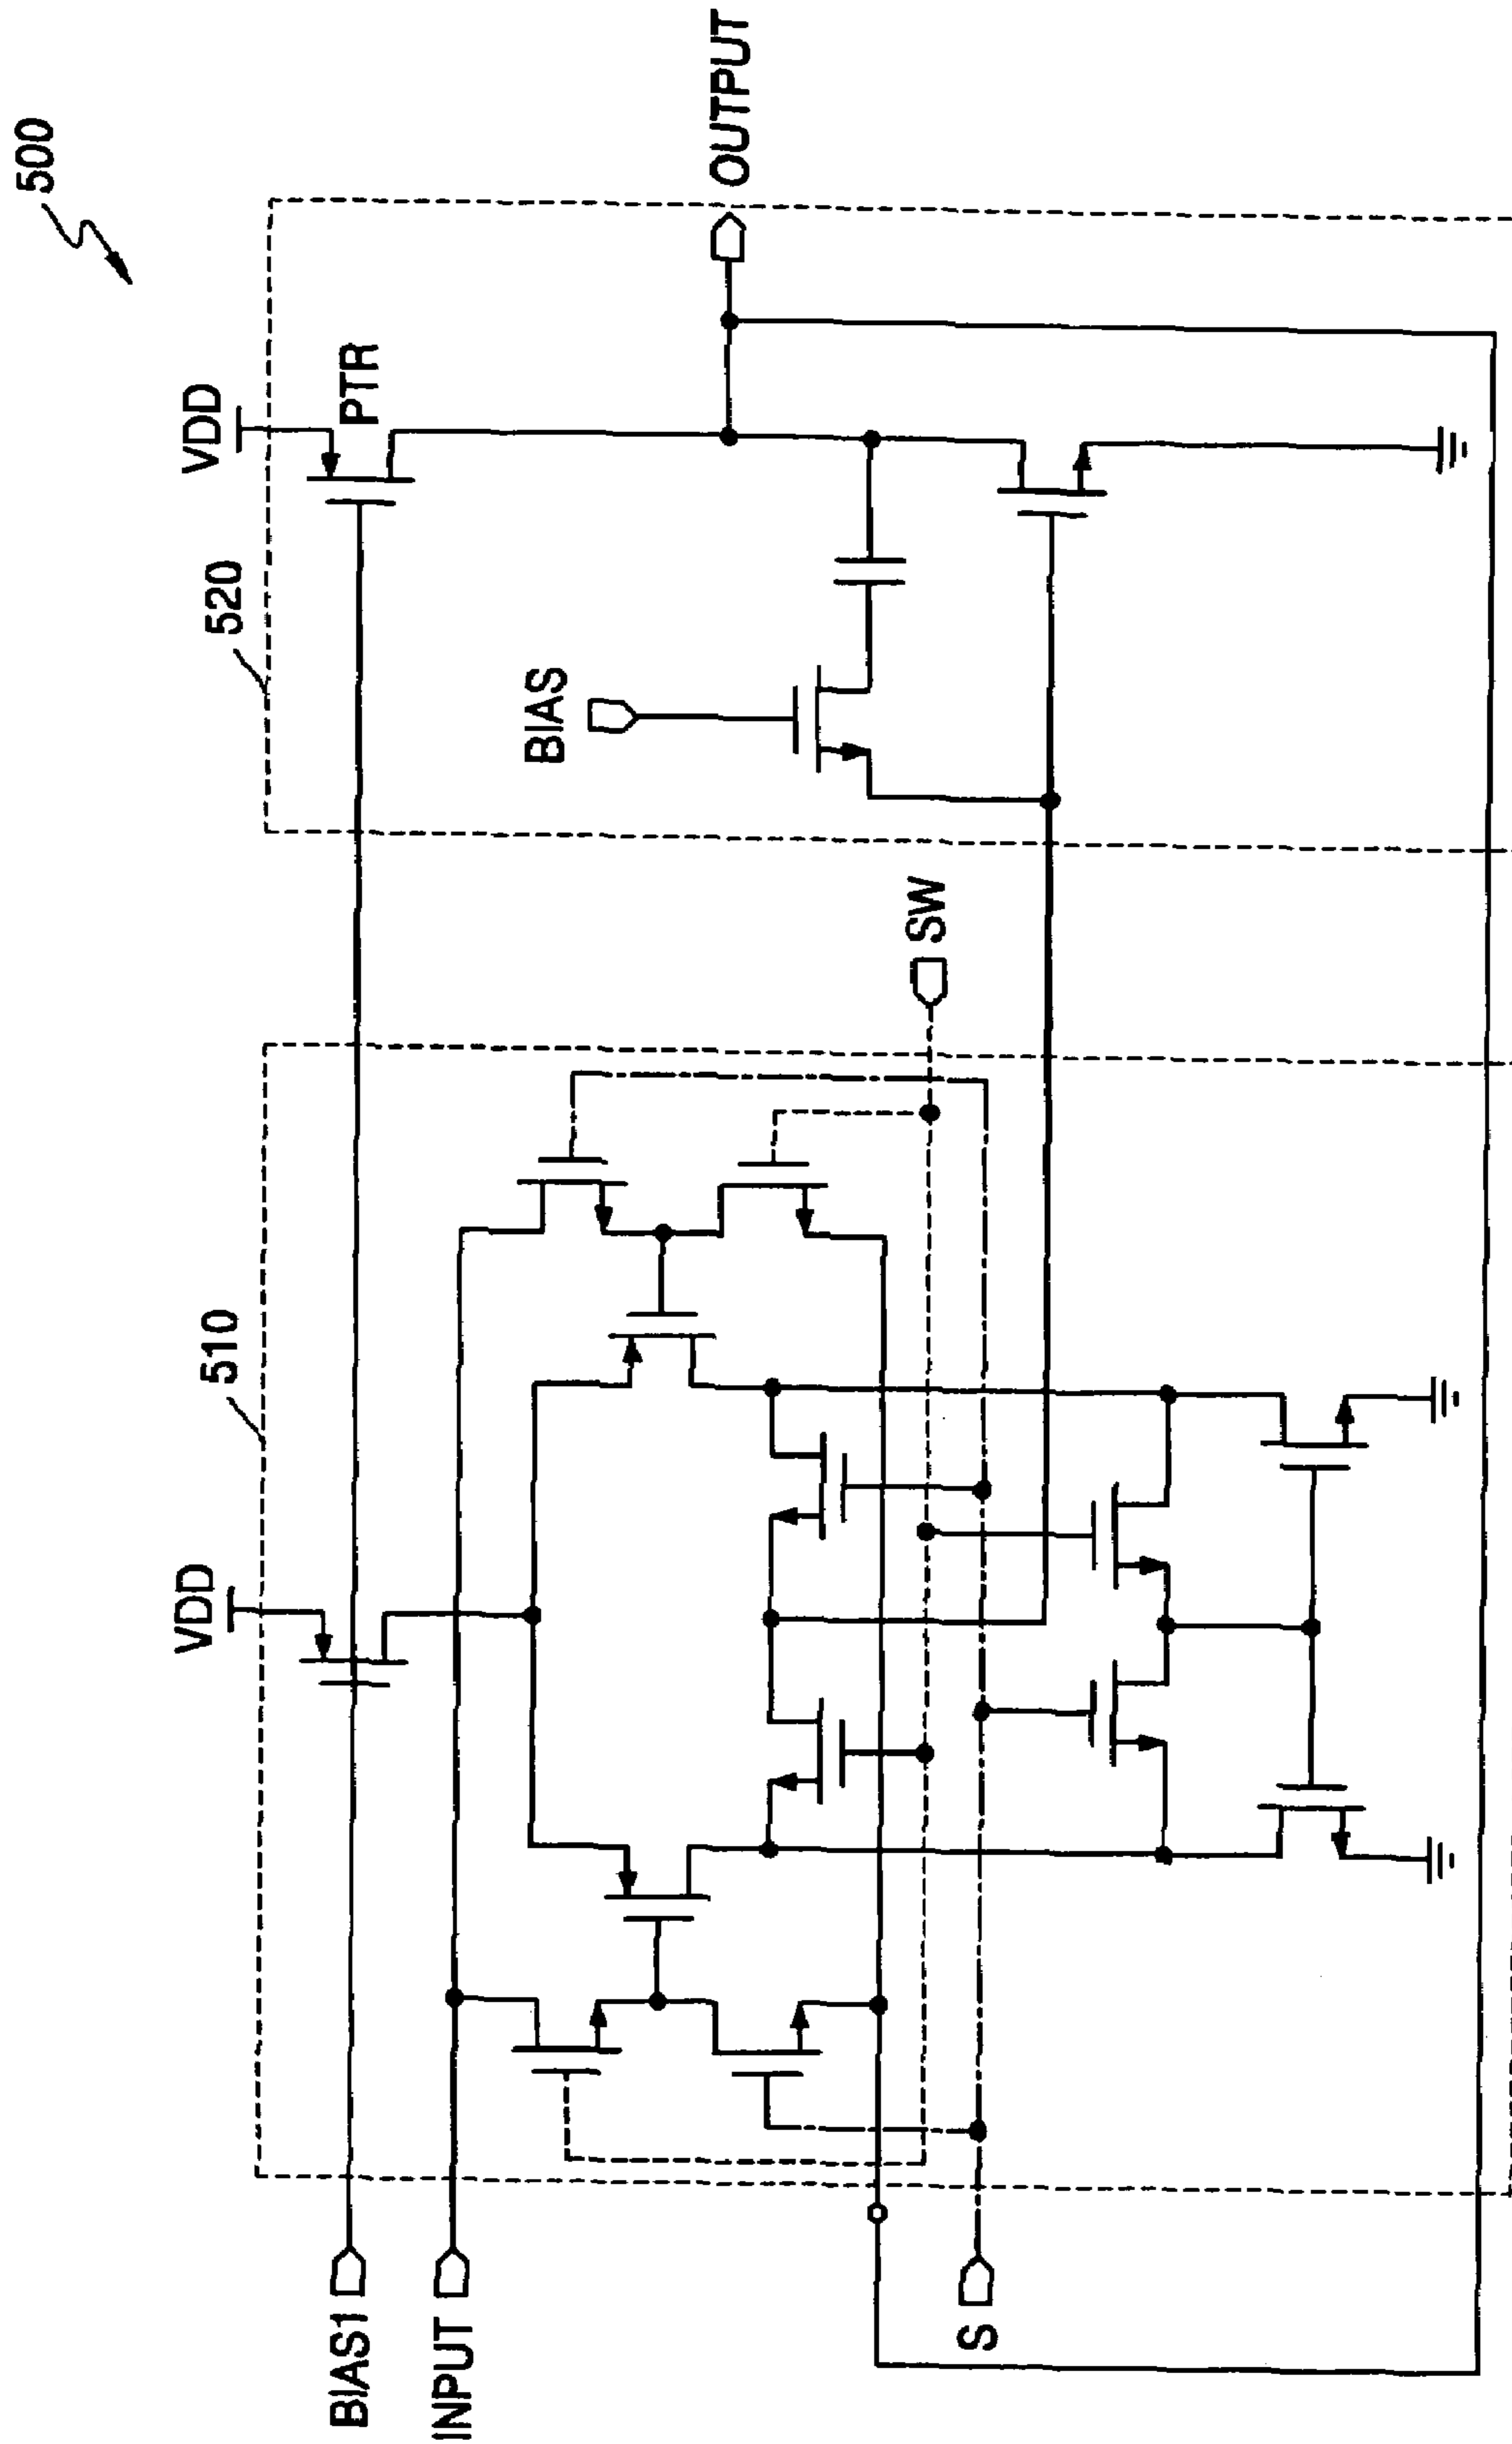 500
520
VDD
PTR
OUTPUT
BIAS
SW
510
VDD
BIAS1
INPUT
S